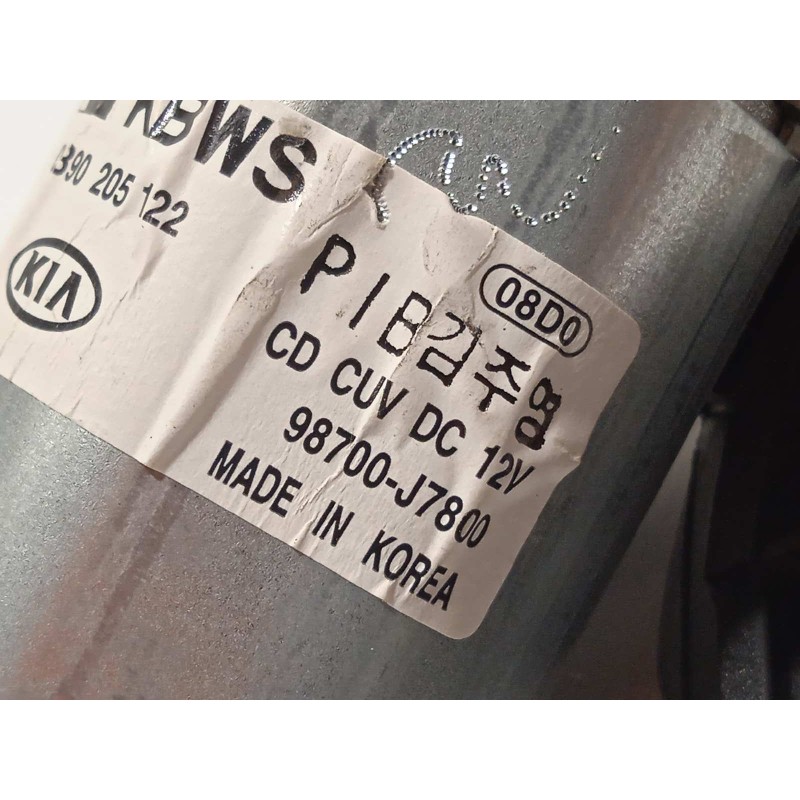 KBWS
390 205 122
KIA
08D0
PIB김주영
CD CUV DC 12V
98700-J7800
MADE IN KOREA